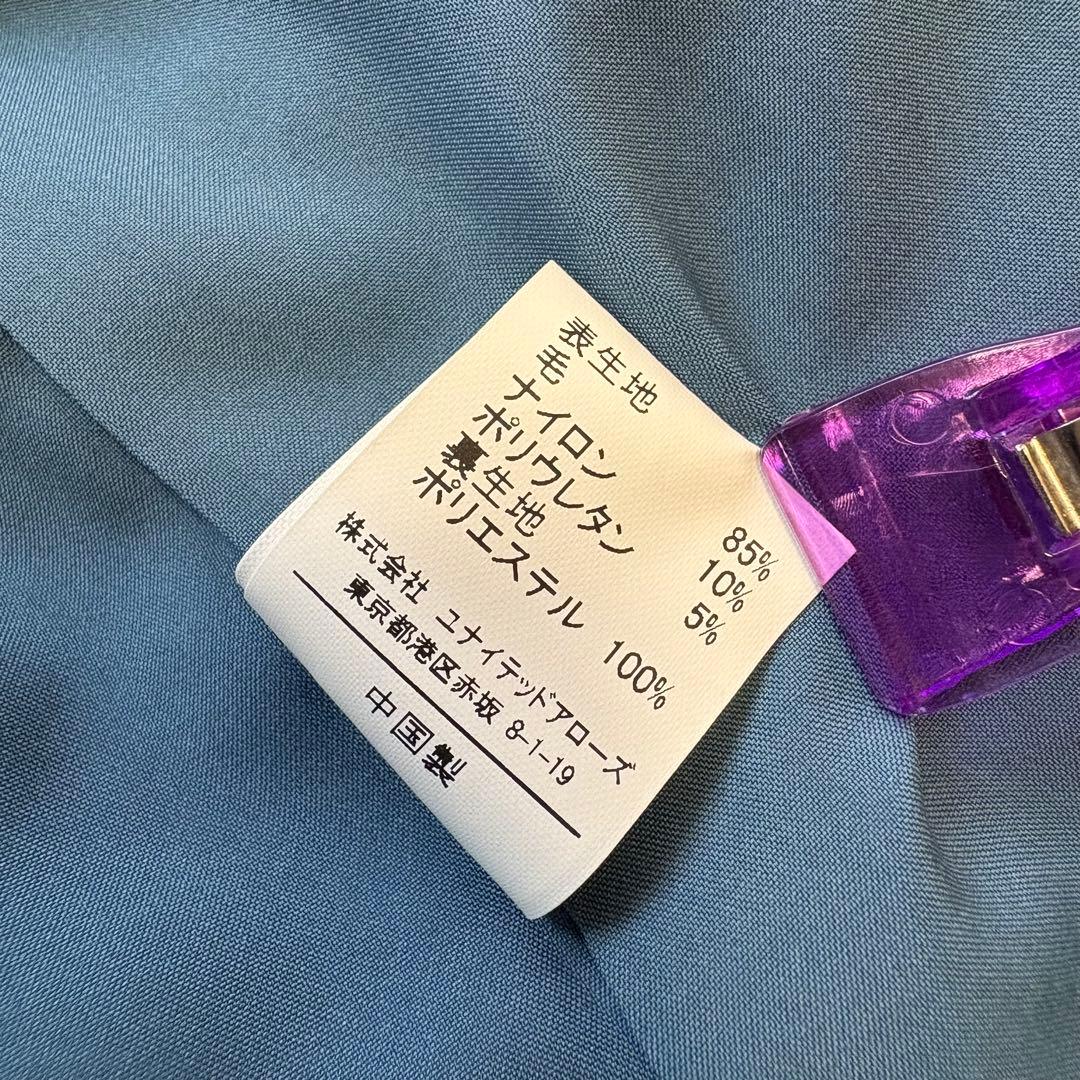 表生地
毛 85%
ナイロン 10%
ポリウレタン 5%
裏生地
ポリエステル 100%
株式会社 ユナイテッドアローズ
東京都港区赤坂 8-1-19
中国製